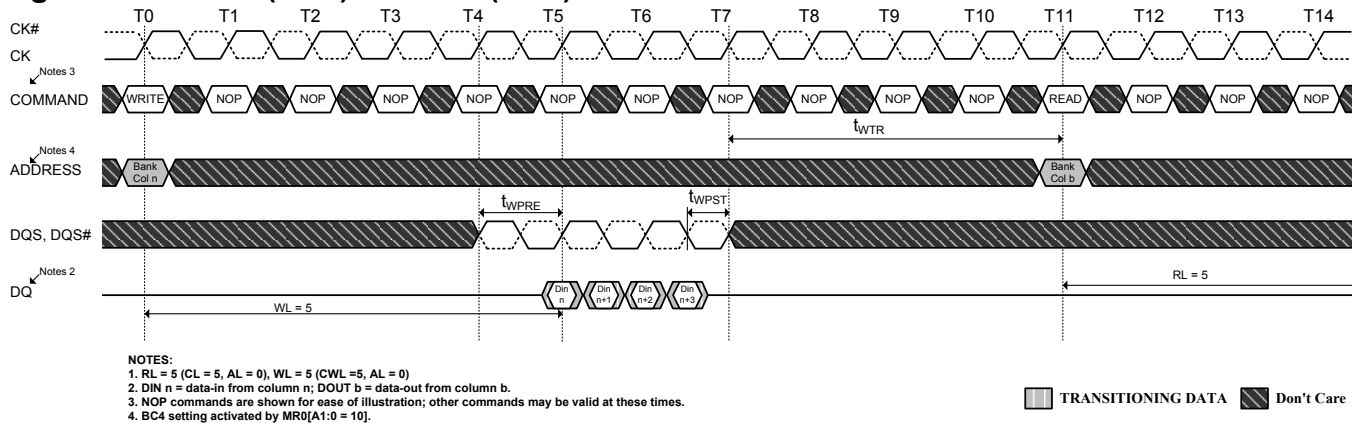 T0 T1 T2 T3 T4 T5 T6 T7 T8 T9 T10 T11 T12 T13 T14
CK#
CK
Notes 3
COMMAND WRITE NOP NOP NOP NOP NOP NOP NOP NOP NOP NOP READ NOP NOP NOP
tWTR
Notes 4
ADDRESS
Bank
Col n
Bank
Col b
tWPRE
tWPST
DQS, DQS#
Notes 2
DQ
Din
n
Din
n+1
Din
n+2
Din
n+3
RL = 5
WL = 5
NOTES:
1. RL = 5 (CL = 5, AL = 0), WL = 5 (CWL =5, AL = 0)
2. DIN n = data-in from column n; DOUT b = data-out from column b.
3. NOP commands are shown for ease of illustration; other commands may be valid at these times.
4. BC4 setting activated by MR0[A1:0 = 10].
TRANSITIONING DATA Don't Care